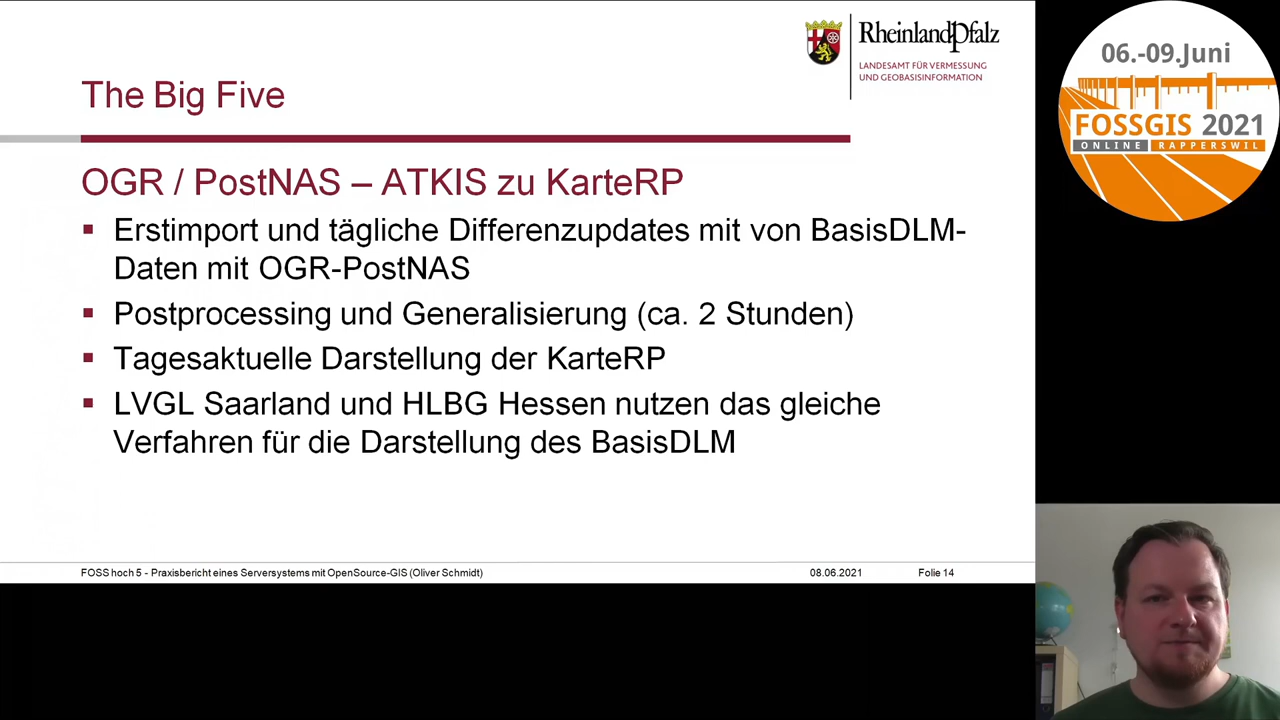 RheinlandPfalz
LANDESAMT FÜR VERMESSUNG
UND GEOBASISINFORMATION
The Big Five
OGR / PostNAS – ATKIS zu KarteRP
▪ Erstimport und tägliche Differenzupdates mit von BasisDLM-
Daten mit OGR-PostNAS
▪ Postprocessing und Generalisierung (ca. 2 Stunden)
▪ Tagesaktuelle Darstellung der KarteRP
▪ LVGL Saarland und HLBG Hessen nutzen das gleiche
Verfahren für die Darstellung des BasisDLM
FOSS hoch 5 - Praxisbericht eines Serversystems mit OpenSource-GIS (Oliver Schmidt)
08.06.2021
Folie 14
06.-09.Juni
FOSSGIS 2021
ONLINE RAPPERSWIL